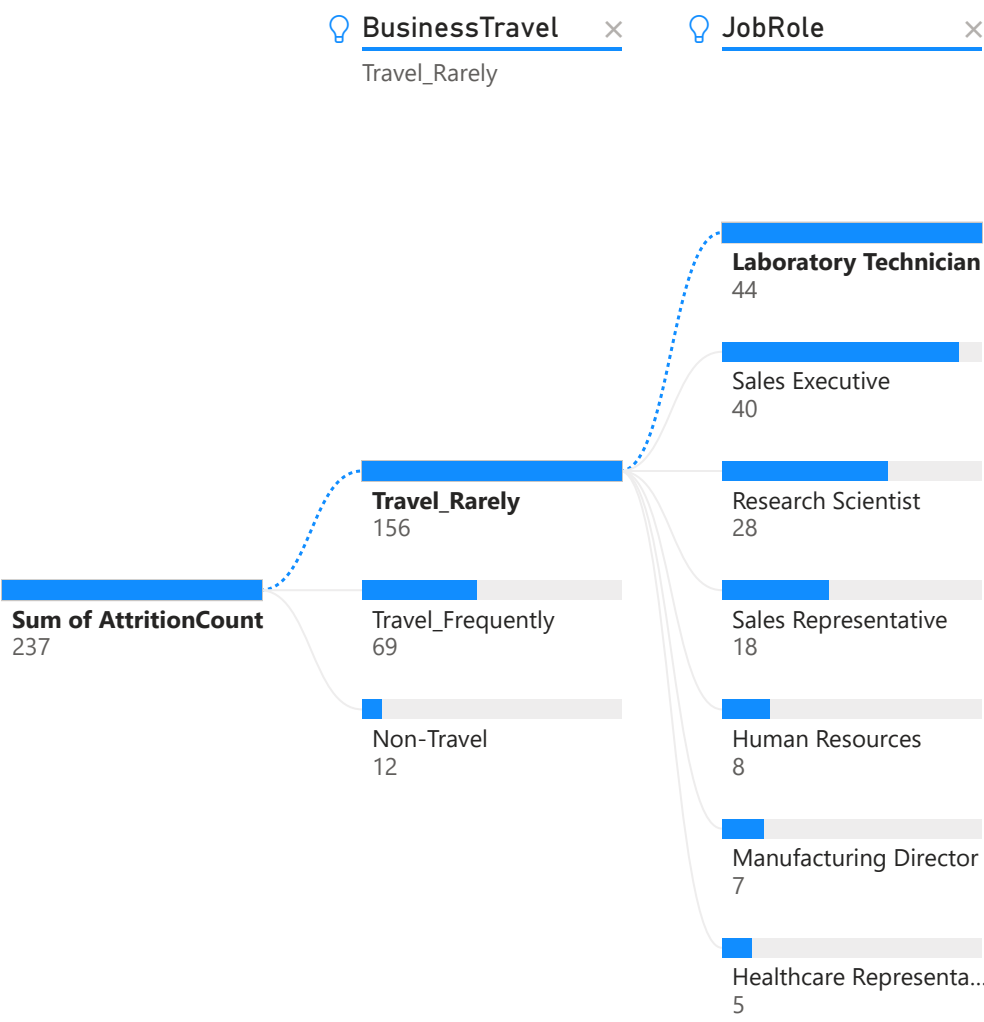 BusinessTravel
Travel_Rarely
JobRole
Sum of AttritionCount
237
Travel_Rarely
156
Travel_Frequently
69
Non-Travel
12
Laboratory Technician
44
Sales Executive
40
Research Scientist
28
Sales Representative
18
Human Resources
8
Manufacturing Director
7
Healthcare Representa...
5